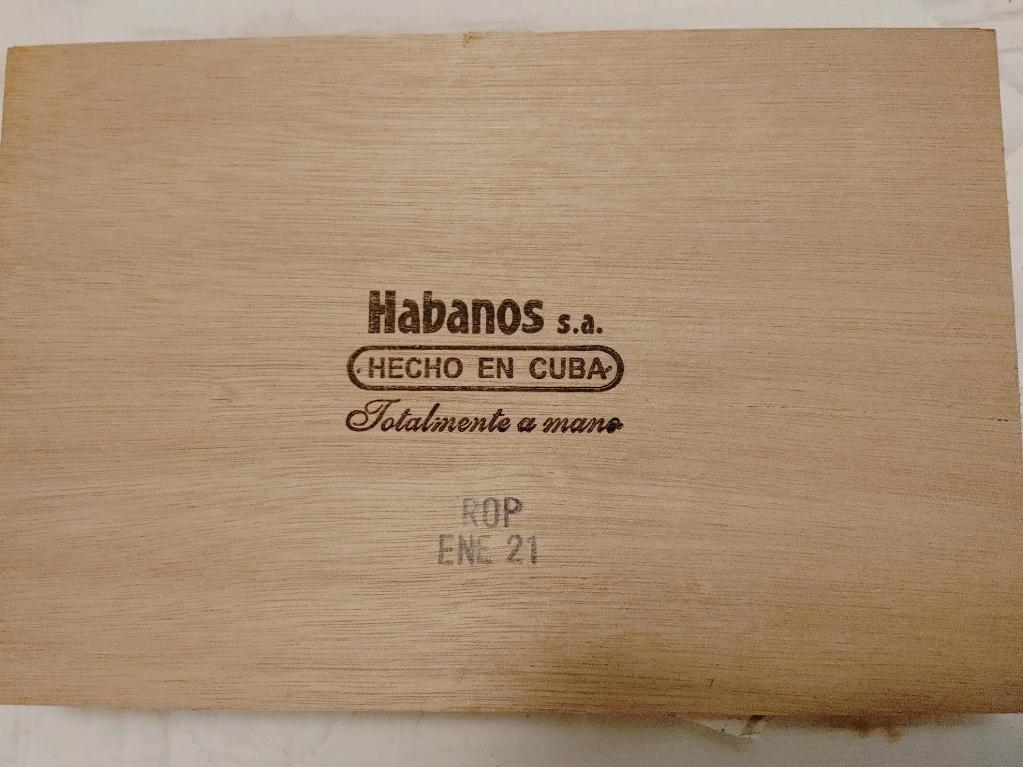 Habanos s.a.
HECHO EN CUBA
Totalmente a mano
ROP
ENE 21